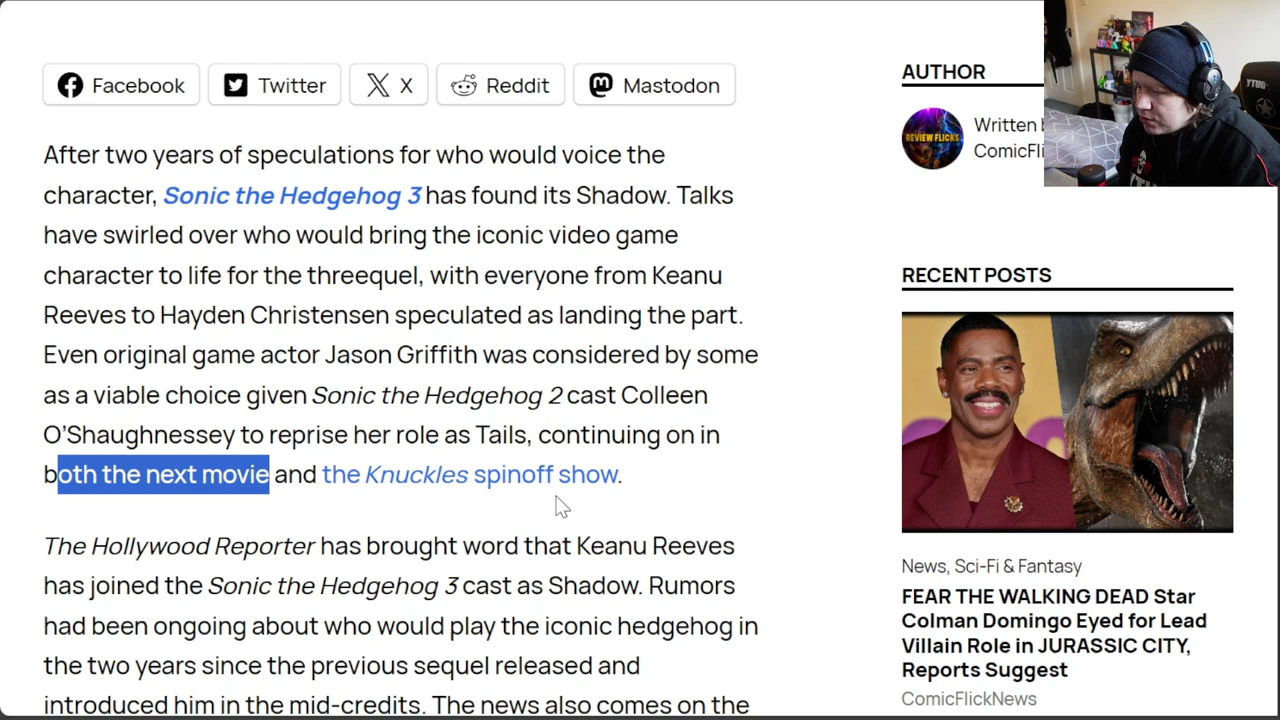 Facebook
Twitter
X
Reddit
Mastodon
After two years of speculations for who would voice the
character, Sonic the Hedgehog 3 has found its Shadow. Talks
have swirled over who would bring the iconic video game
character to life for the threequel, with everyone from Keanu
Reeves to Hayden Christensen speculated as landing the part.
Even original game actor Jason Griffith was considered by some
as a viable choice given Sonic the Hedgehog 2 cast Colleen
O'Shaughnessey to reprise her role as Tails, continuing on in
both the next movie and the Knuckles spinoff show.
The Hollywood Reporter has brought word that Keanu Reeves
has joined the Sonic the Hedgehog 3 cast as Shadow. Rumors
had been ongoing about who would play the iconic hedgehog in
the two years since the previous sequel released and
introduced him in the mid-credits. The news also comes on the
AUTHOR
REVIEW FLICKS
Written
ComicFli
RECENT POSTS
News, Sci-Fi & Fantasy
FEAR THE WALKING DEAD Star
Colman Domingo Eyed for Lead
Villain Role in JURASSIC CITY,
Reports Suggest
ComicFlickNews